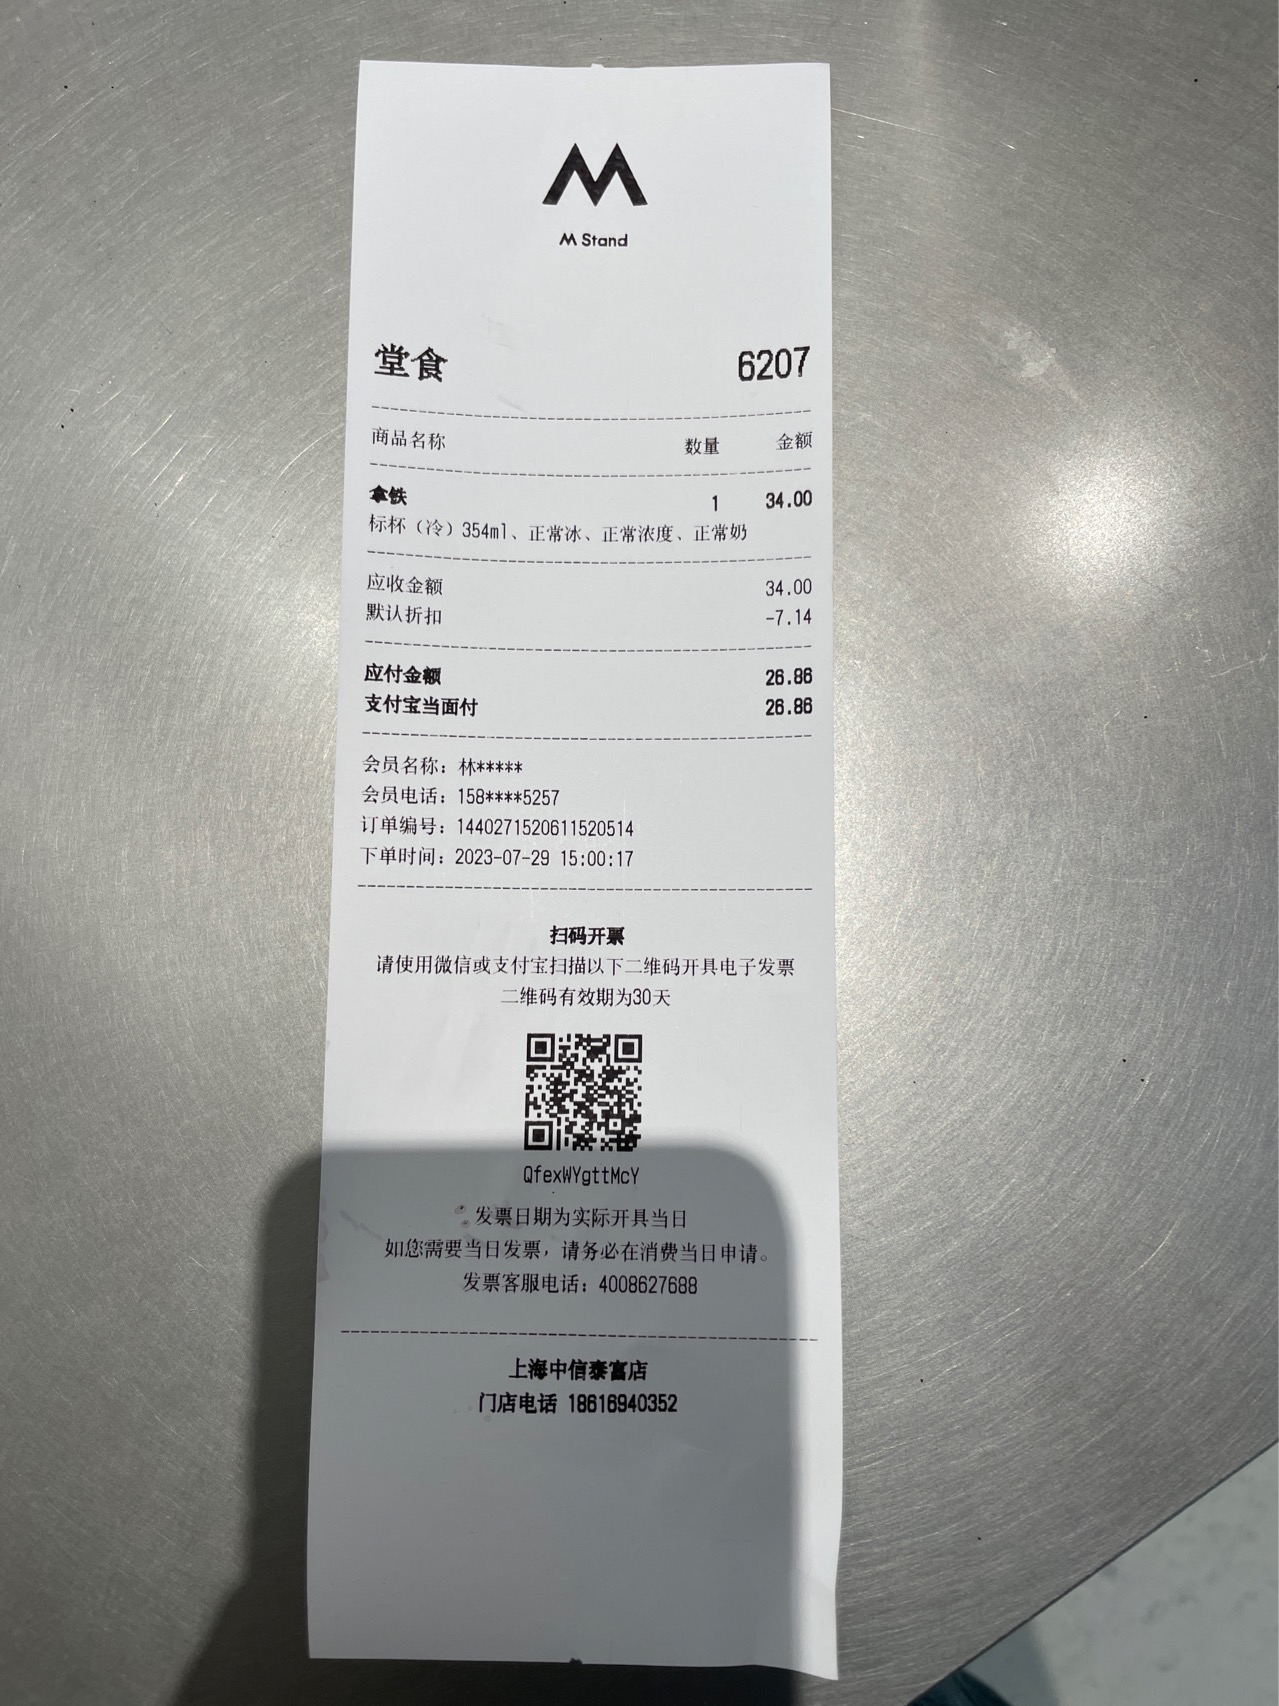 M Stand
堂食 6207
商品名称 数量 金额
拿铁 1 34.00
标杯（冷）354ml、正常冰、正常浓度、正常奶
应收金额 34.00
默认折扣 -7.14
应付金额 26.86
支付宝当面付 26.86
会员名称：林*****
会员电话：158****5257
订单编号：1440271520611520514
下单时间：2023-07-29 15:00:17
扫码开票
请使用微信或支付宝扫描以下二维码开具电子发票
二维码有效期为30天
QfexWYgttMcY
发票日期为实际开具当日
如您需要当日发票，请务必在消费当日申请。
发票客服电话：4008627688
上海中信泰富店
门店电话 18616940352